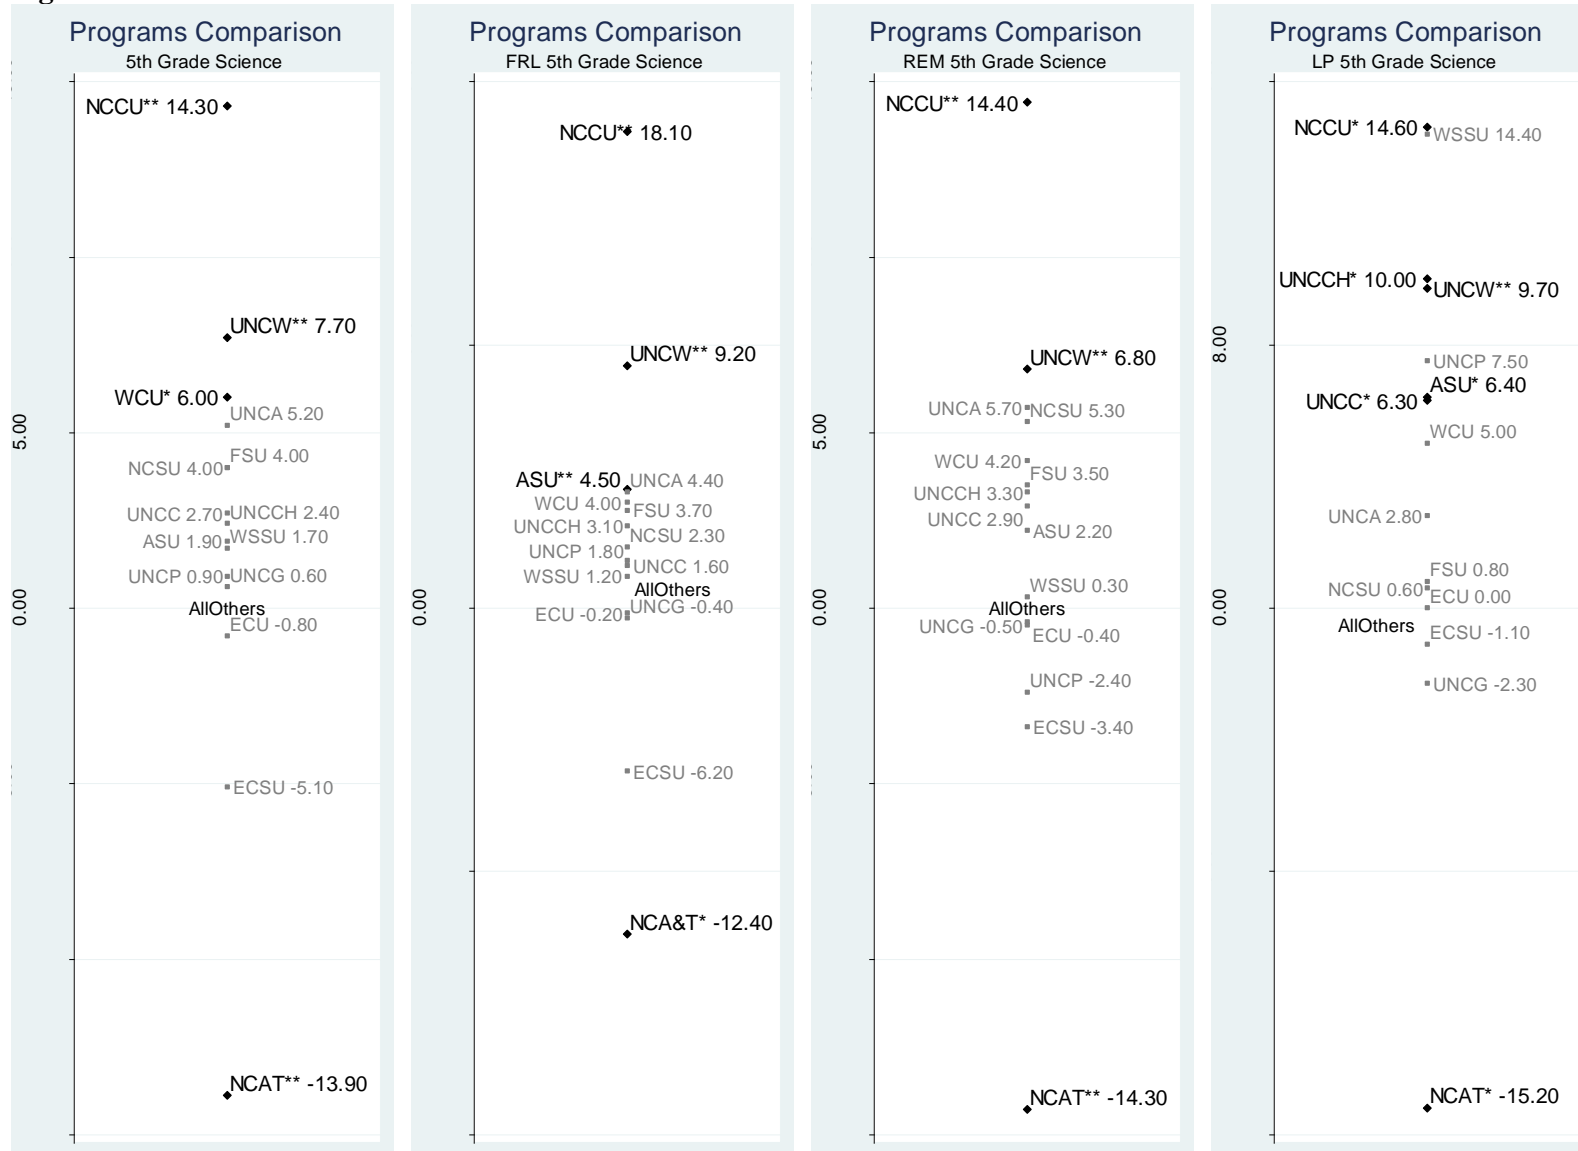 Programs Comparison
5th Grade Science
NCCU** 14.30
UNCW** 7.70
WCU* 6.00
UNCA 5.20
FSU 4.00
NCSU 4.00
UNCC 2.70
UNCCH 2.40
ASU 1.90
WSSU 1.70
UNCP 0.90
UNCG 0.60
AllOthers
ECU -0.80
ECSU -5.10
NCAT** -13.90
5.00
0.00
Programs Comparison
FRL 5th Grade Science
NCCU** 18.10
UNCW** 9.20
ASU** 4.50
UNCA 4.40
WCU 4.00
FSU 3.70
UNCCH 3.10
NCSU 2.30
UNCP 1.80
UNCC 1.60
WSSU 1.20
AllOthers
UNCG -0.40
ECU -0.20
ECSU -6.20
NCA&T* -12.40
0.00
Programs Comparison
REM 5th Grade Science
NCCU** 14.40
UNCW** 6.80
UNCA 5.70
NCSU 5.30
WCU 4.20
FSU 3.50
UNCCH 3.30
UNCC 2.90
ASU 2.20
WSSU 0.30
AllOthers
UNCG -0.50
ECU -0.40
UNCP -2.40
ECSU -3.40
NCAT** -14.30
5.00
0.00
Programs Comparison
LP 5th Grade Science
NCCU* 14.60
WSSU 14.40
UNCCH* 10.00
UNCW** 9.70
UNCP 7.50
ASU* 6.40
UNCC* 6.30
WCU 5.00
UNCA 2.80
FSU 0.80
NCSU 0.60
ECU 0.00
AllOthers
ECSU -1.10
UNCG -2.30
NCAT* -15.20
8.00
0.00